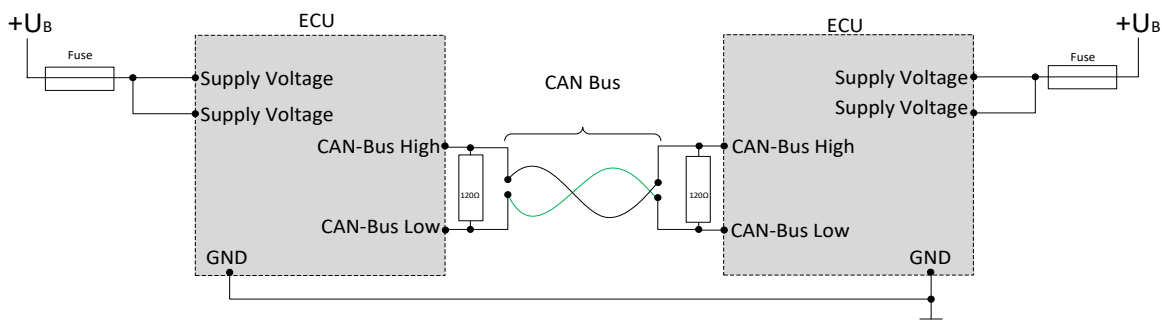 ECU
ECU
+UB
+UB
Fuse
Fuse
Supply Voltage
Supply Voltage
Supply Voltage
Supply Voltage
CAN Bus
CAN-Bus High
CAN-Bus High
120Ω
120Ω
CAN-Bus Low
CAN-Bus Low
GND
GND